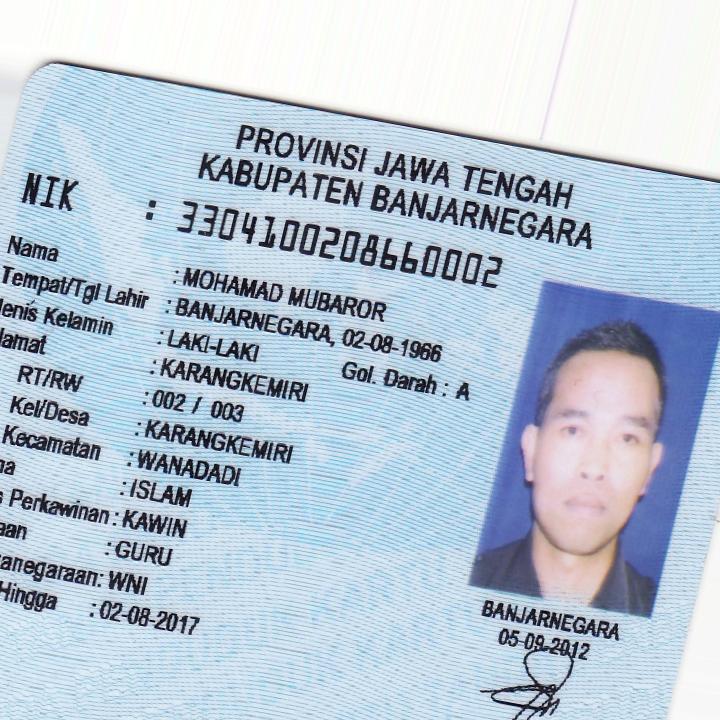 PROVINSI JAWA TENGAH
KABUPATEN BANJARNEGARA
NIK : 3304100208660002
Nama : MOHAMAD MUBAROR
Tempat/Tgl Lahir : BANJARNEGARA, 02-08-1966
enis Kelamin : LAKI-LAKI Gol. Darah : A
lamat : KARANGKEMIRI
RT/RW : 002 / 003
Kel/Desa : KARANGKEMIRI
Kecamatan : WANADADI
na : ISLAM
s Perkawinan : KAWIN
aan : GURU
anegaraan: WNI
Hingga : 02-08-2017
BANJARNEGARA
05-09-2012